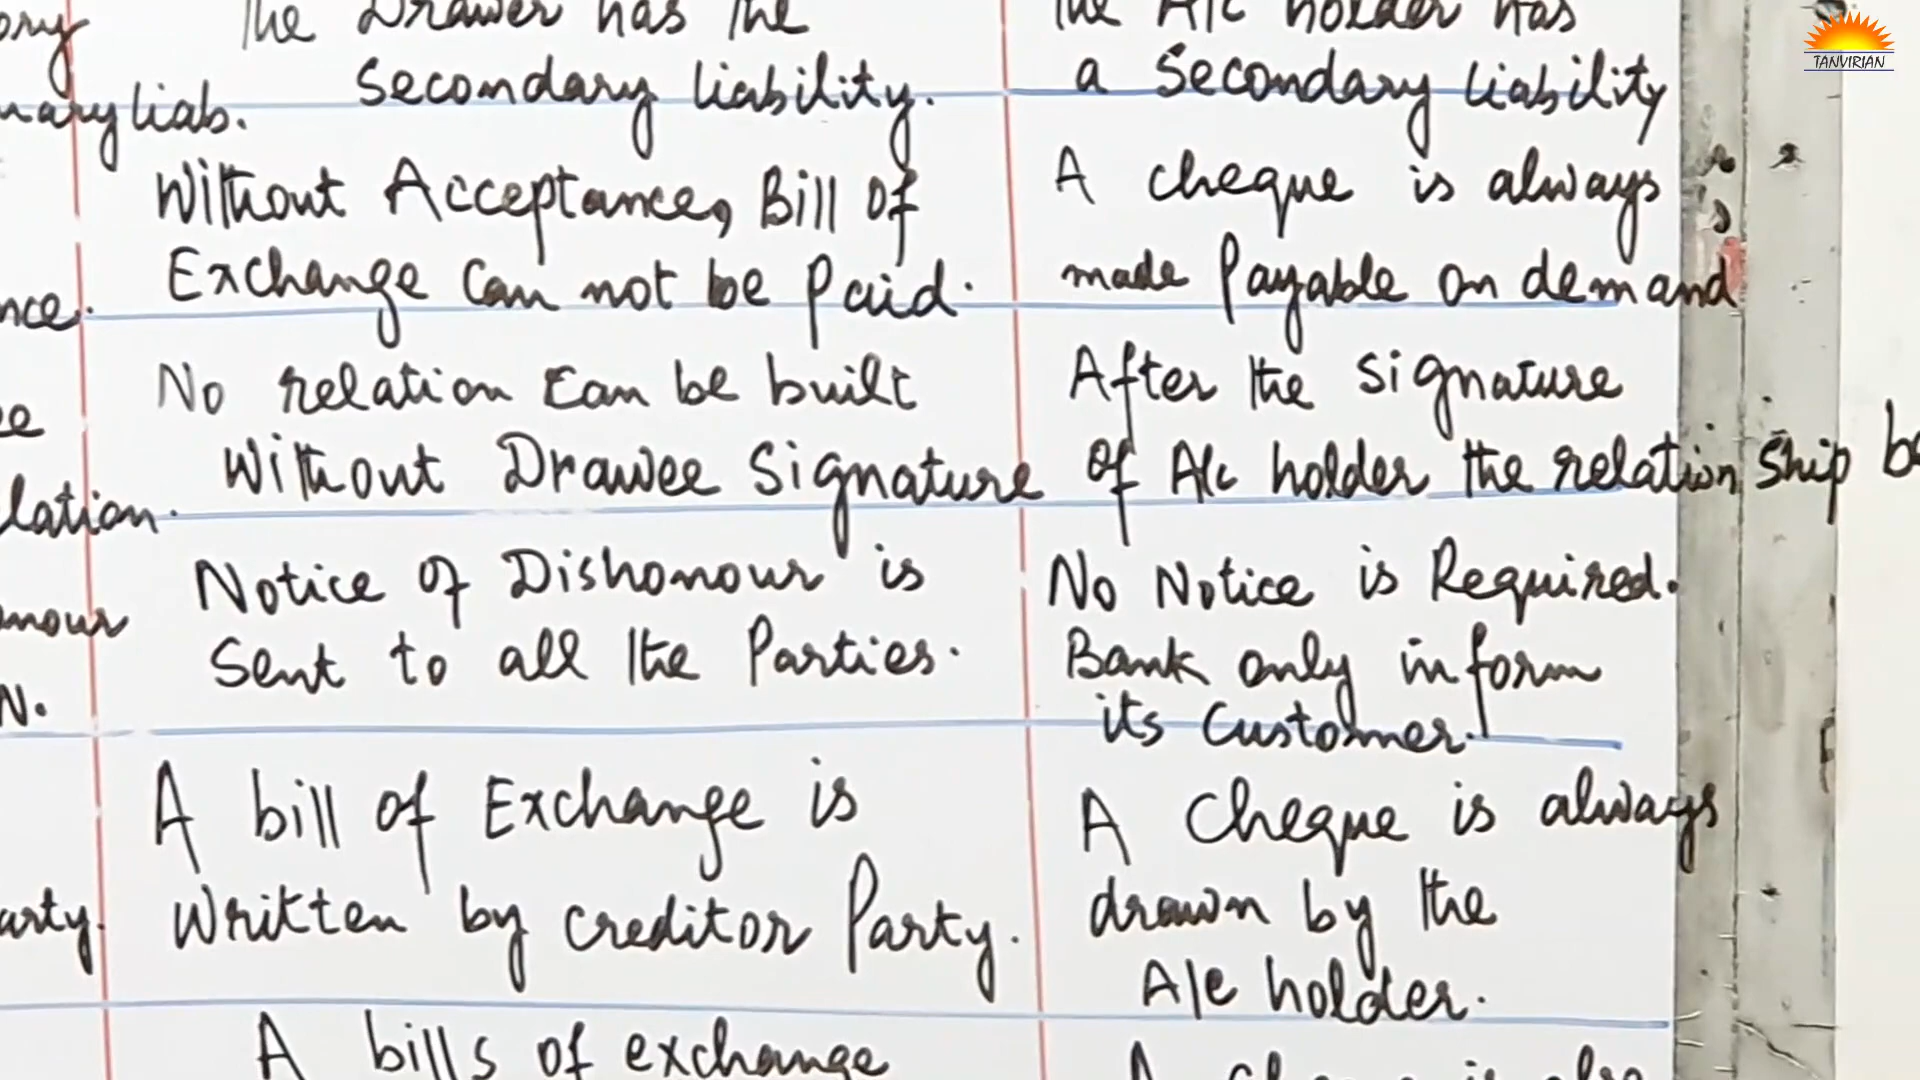 The Drawer has the
Secondary liability.
Without Acceptance, Bill of
Exchange Can not be paid.
No relation can be built
Without Drawee Signature
Notice of Dishonour is
Sent to all the Parties.
A bill of Exchange is
Written by creditor Party.
A bills of exchange
the A/c holder has
a Secondary liability
A cheque is always
made Payable on demand
After the signature
of A/c holder the relation ship
No Notice is Required.
Bank only inform
its Customer.
A Cheque is always
drawn by the
A/c holder.
TANVIRIAN